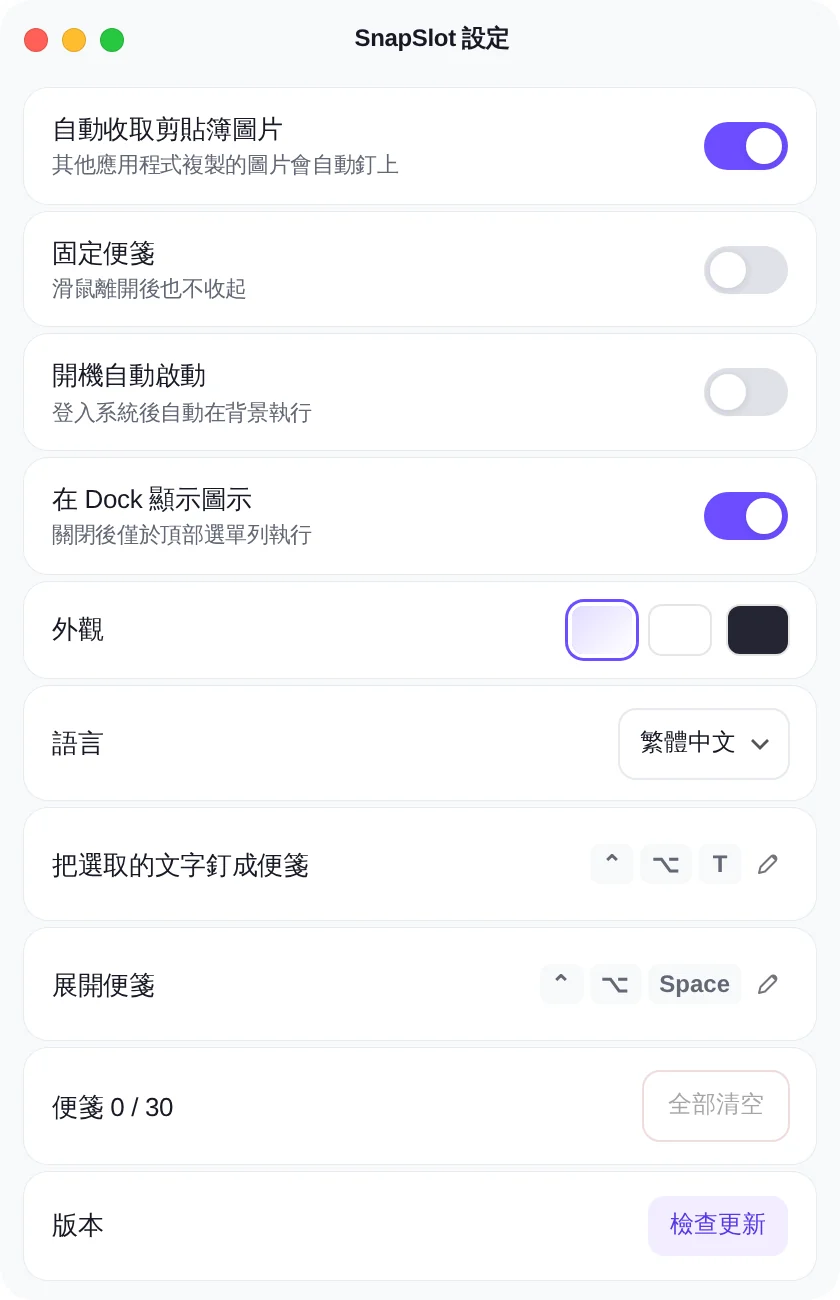 SnapSlot 設定
自動收取剪貼簿圖片
其他應用程式複製的圖片會自動釘上
固定便箋
滑鼠離開後也不收起
開機自動啟動
登入系統後自動在背景執行
在 Dock 顯示圖示
關閉後僅於頂部選單列執行
外觀
語言
繁體中文
把選取的文字釘成便箋
⌃ ⌥ T
展開便箋
⌃ ⌥ Space
便箋 0 / 30
全部清空
版本
檢查更新